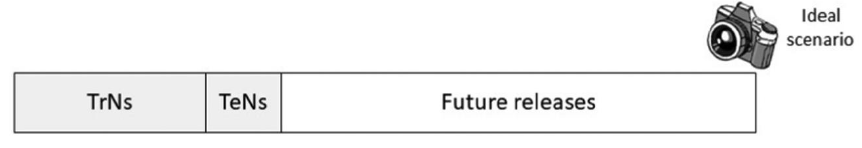 Ideal
scenario
TrNs
TeNs
Future releases